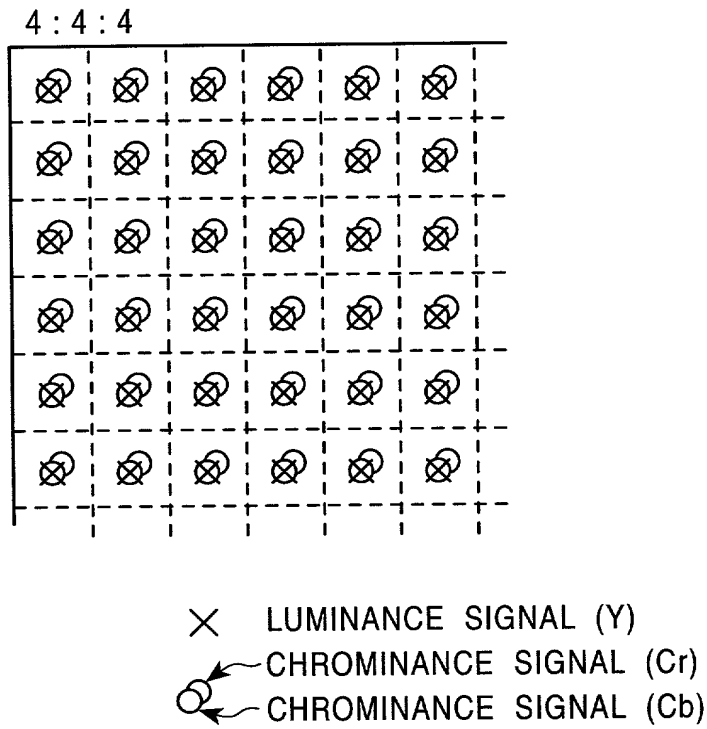 4 : 4 : 4
LUMINANCE SIGNAL (Y)
CHROMINANCE SIGNAL (Cr)
CHROMINANCE SIGNAL (Cb)